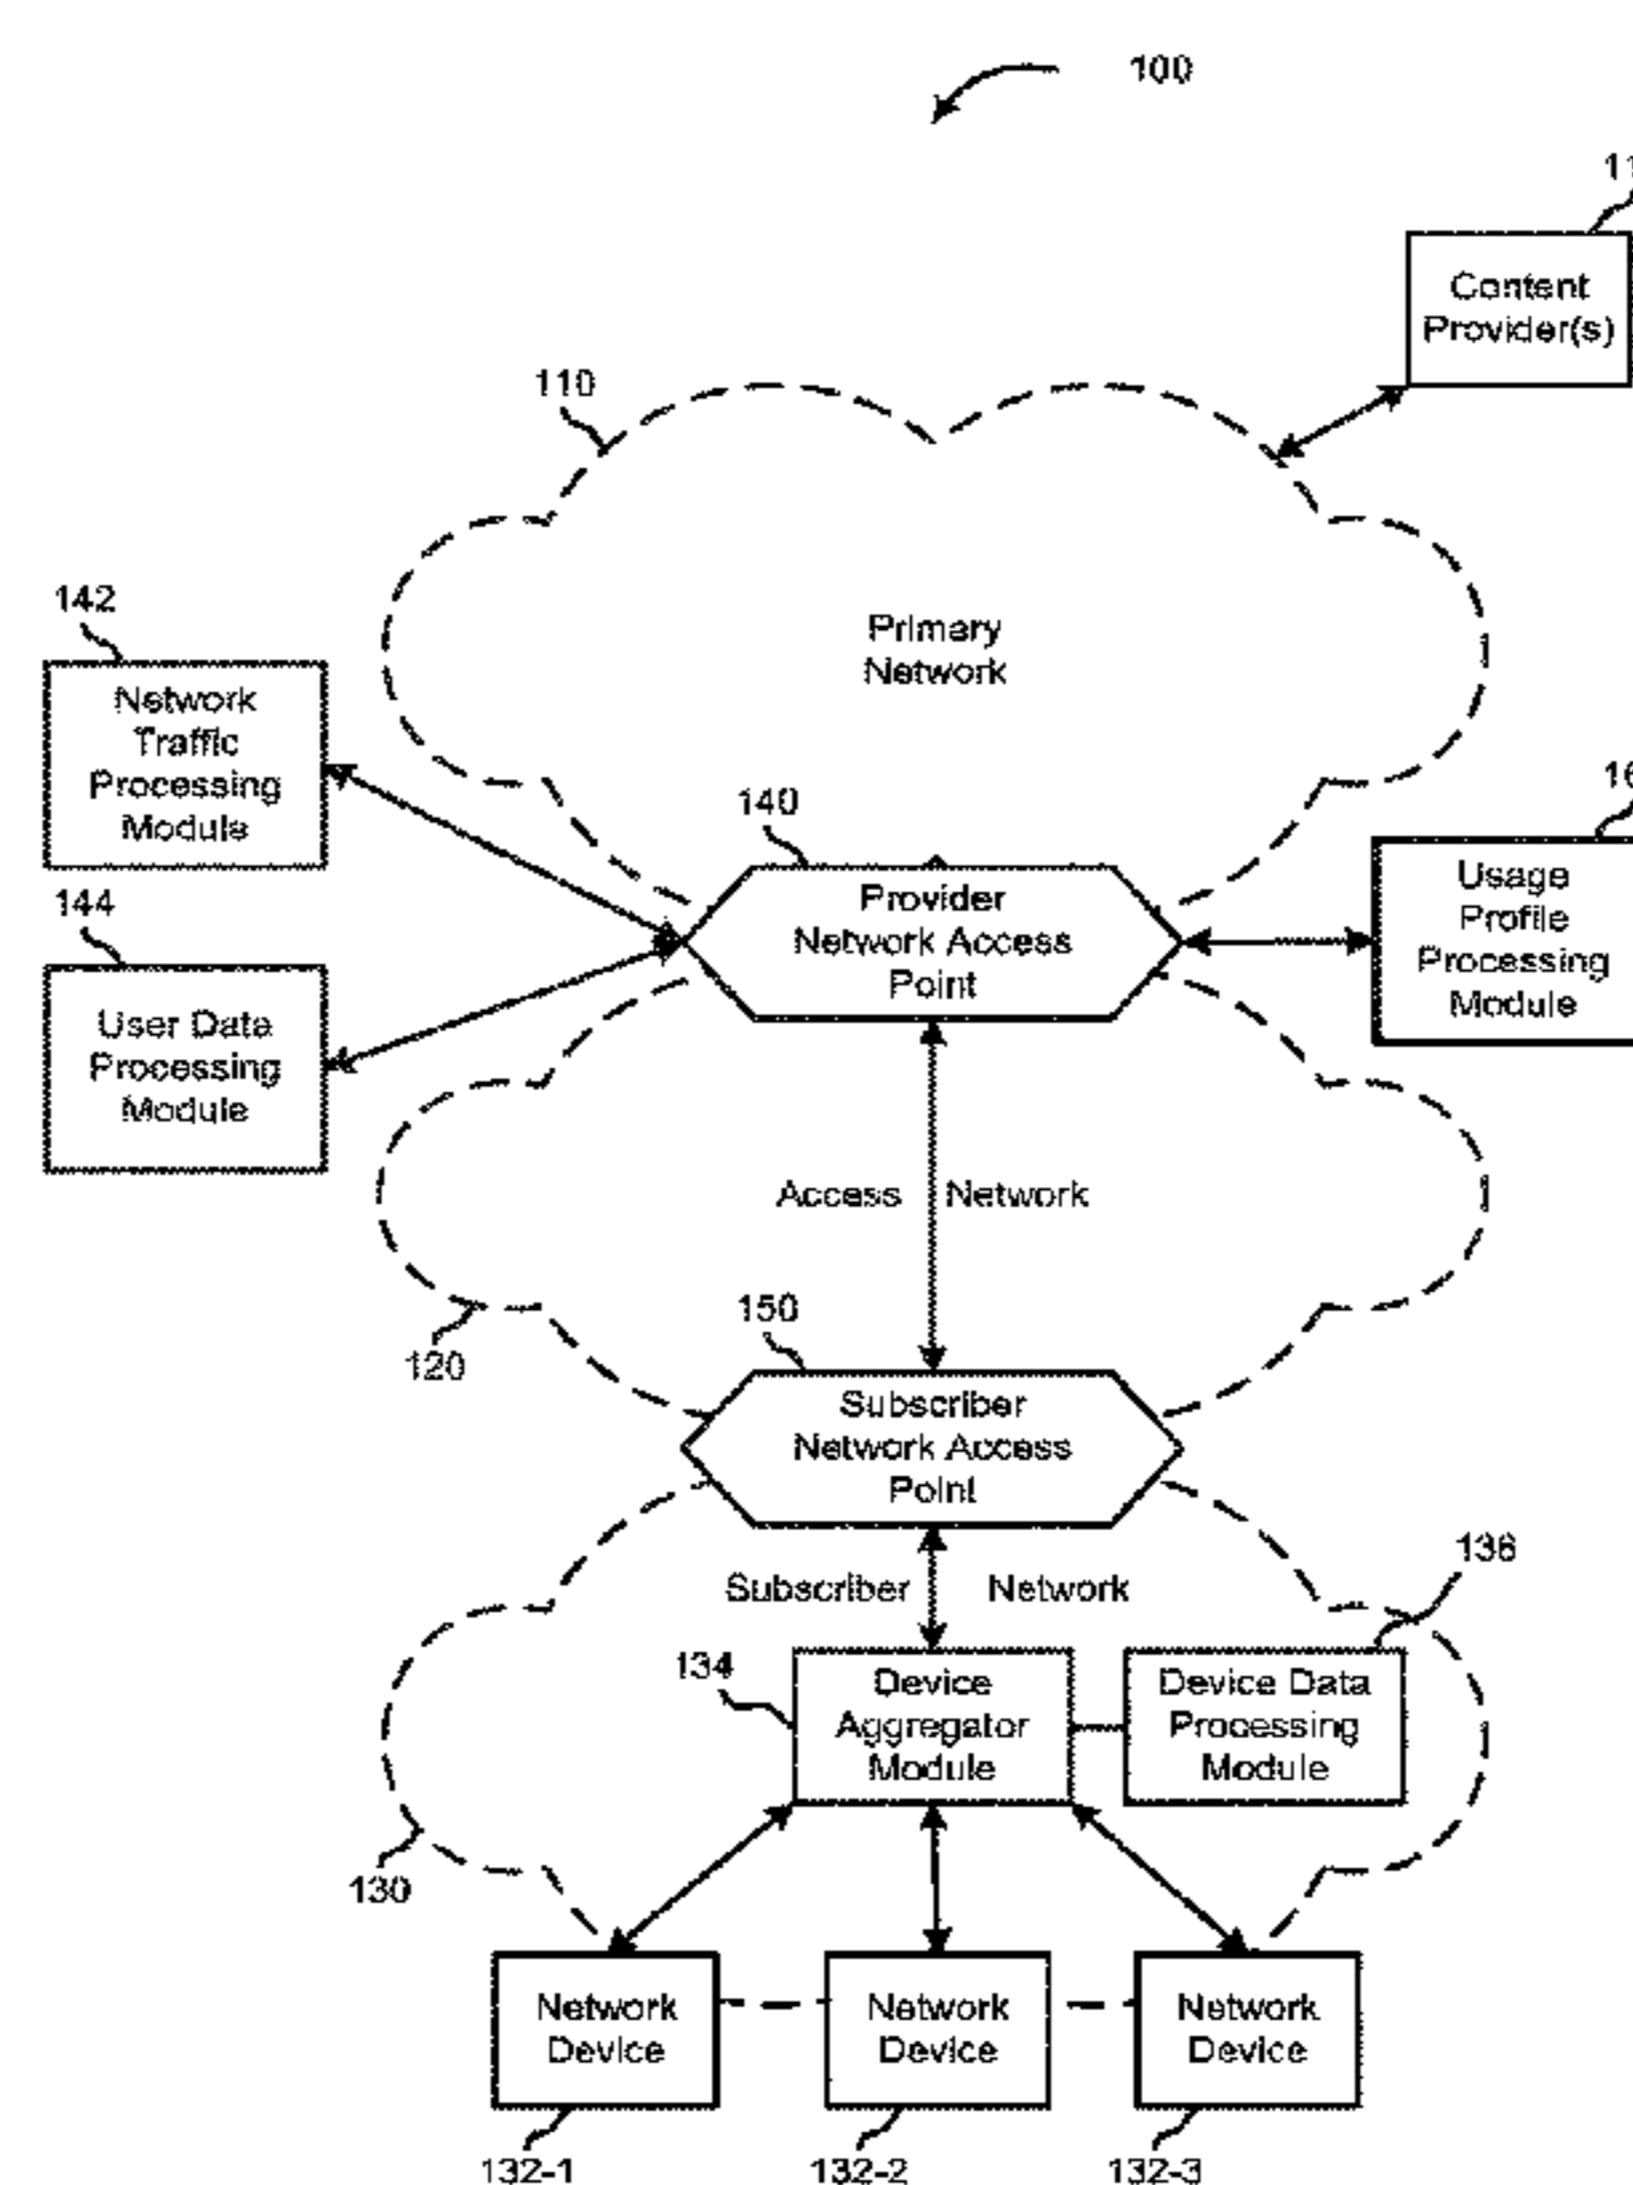 100
Content
Provider(s)
110
Primary
Network
142
Network
Traffic
Processing
Module
140
Provider
Network Access
Point
Usage
Profile
Processing
Module
144
User Data
Processing
Module
Access Network
120
150
Subscriber
Network Access
Point
Subscriber Network
136
134
Device
Aggregator
Module
Device Data
Processing
Module
130
Network
Device
Network
Device
Network
Device
132-1
132-2
132-3